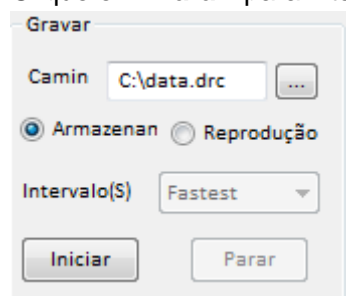 Gravar
Camin C:\data.drc ...
Armazenan Reprodução
Intervalo(S) Fastest
Iniciar Parar